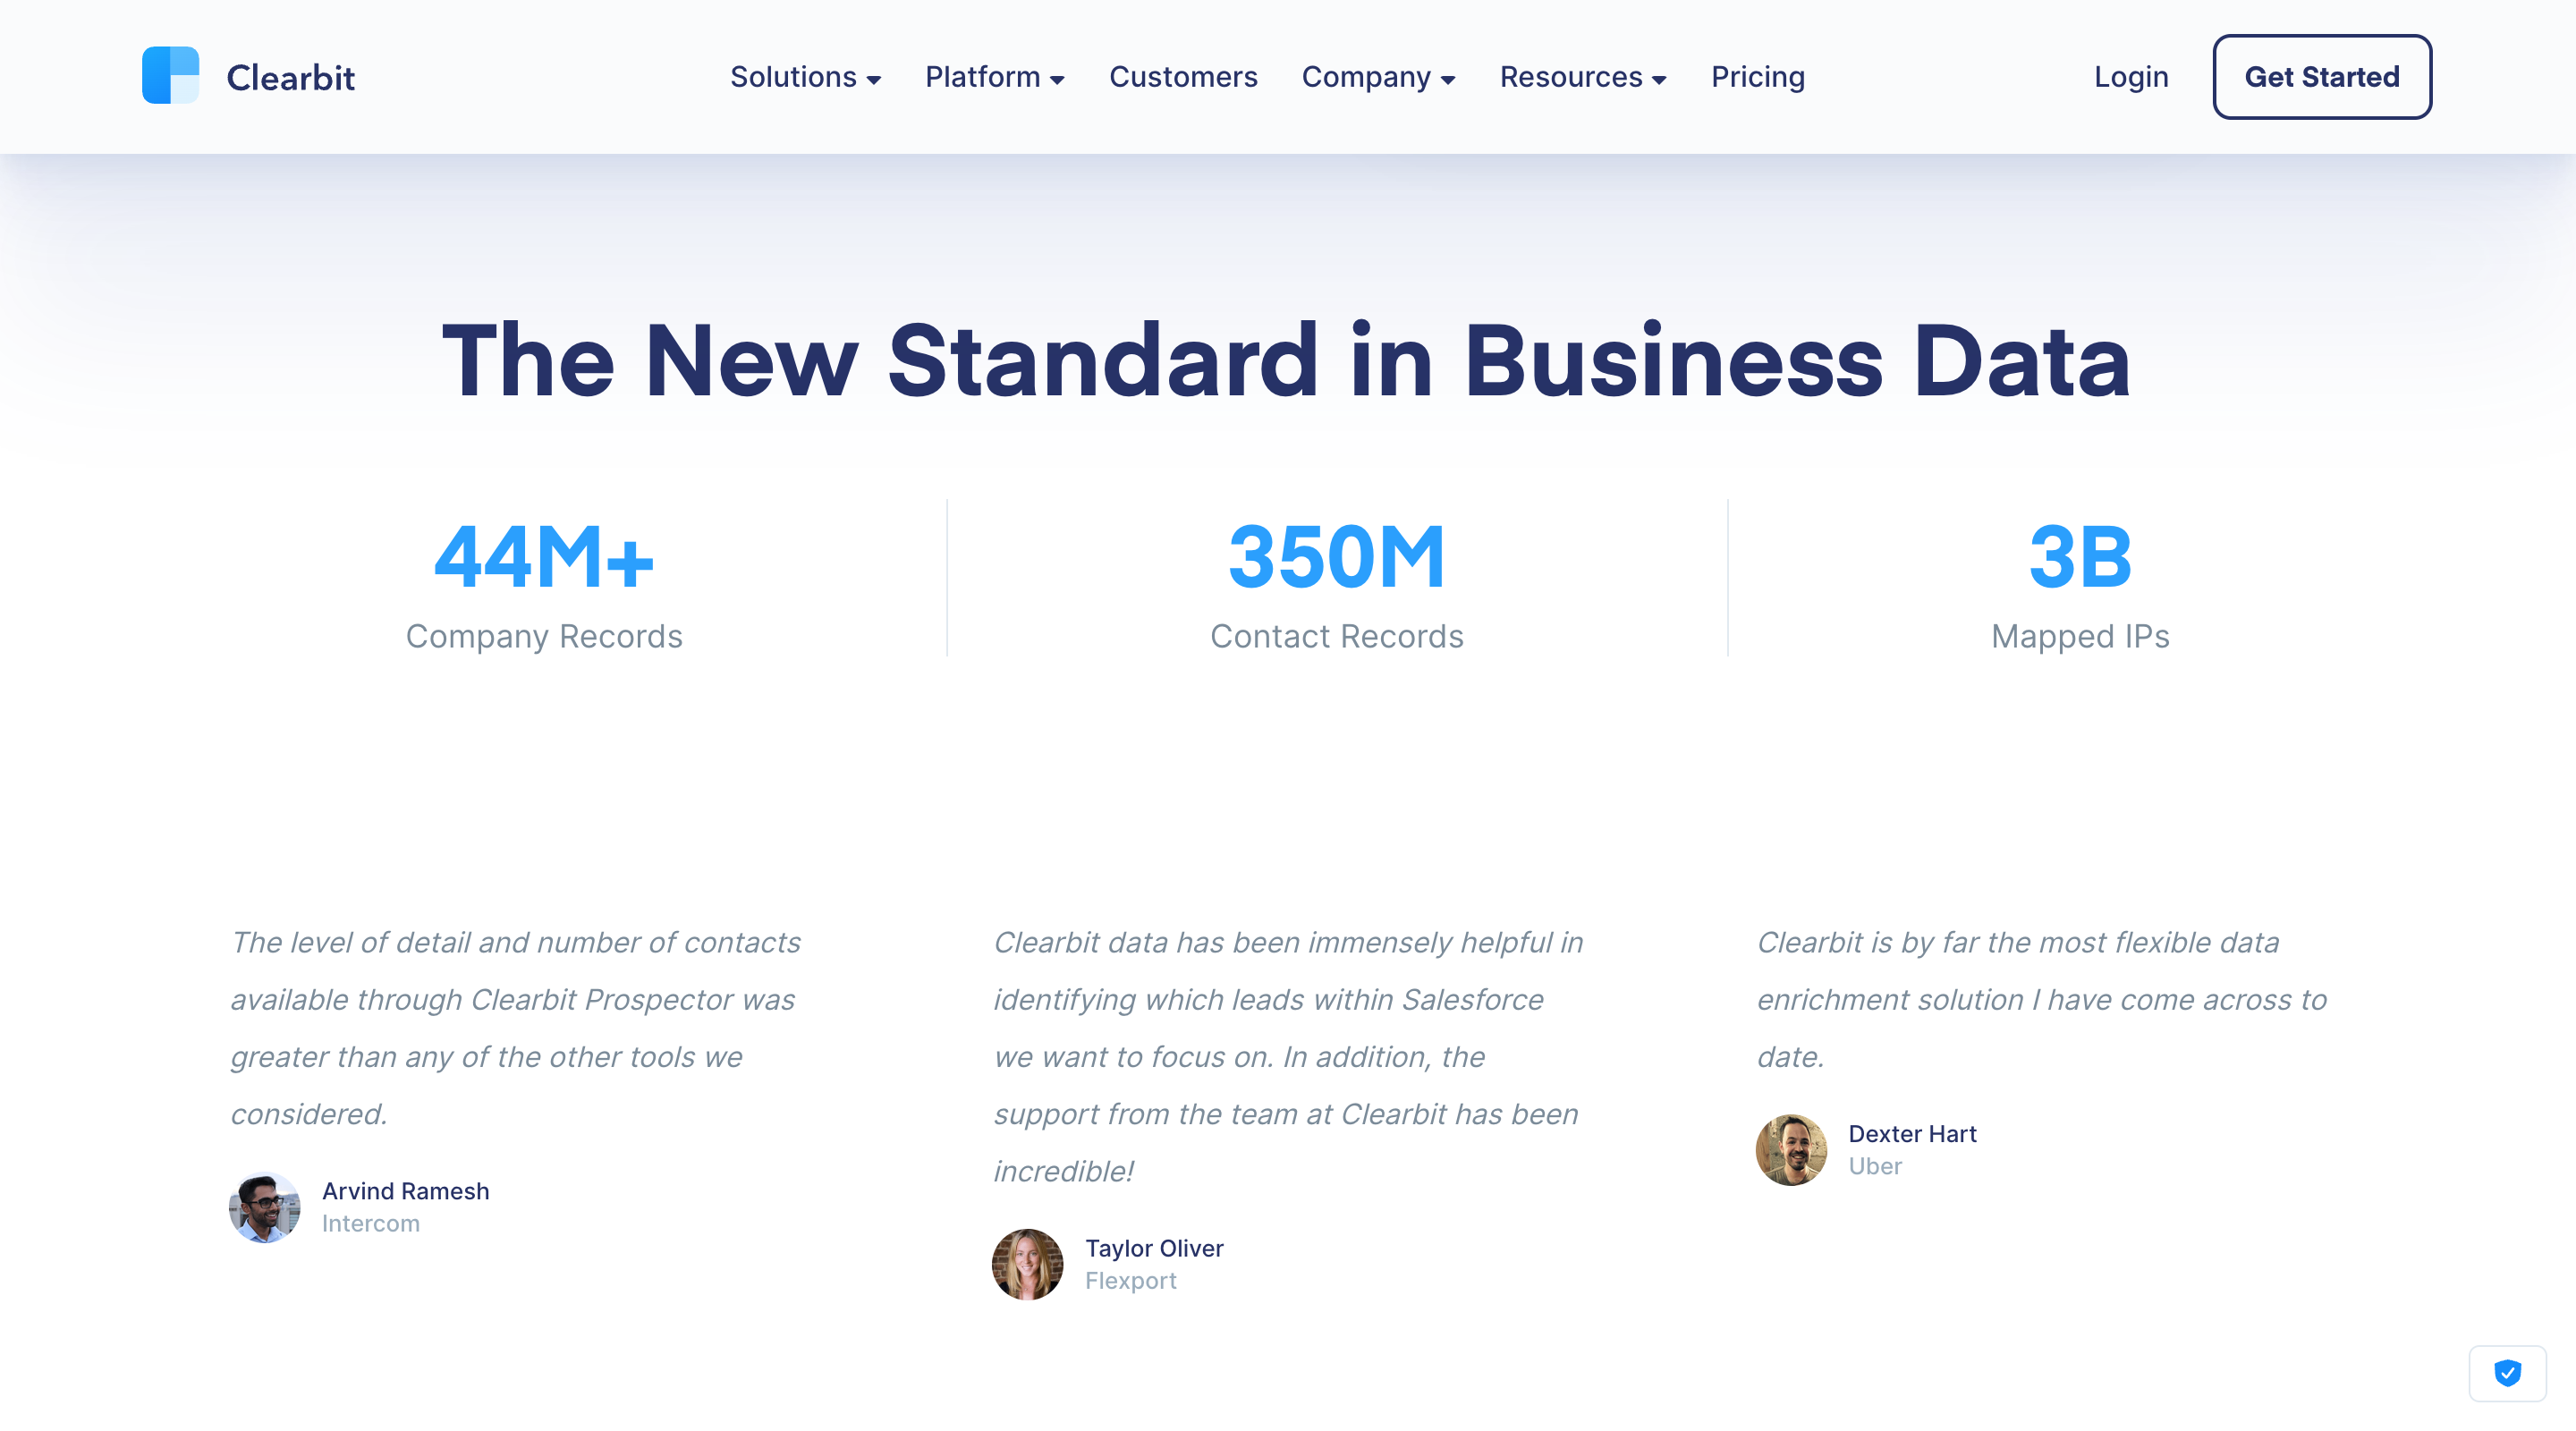 Clearbit
Solutions
Platform
Customers
Company
Resources
Pricing
Login
Get Started
The New Standard in Business Data
44M+
Company Records
350M
Contact Records
3B
Mapped IPs
The level of detail and number of contacts
available through Clearbit Prospector was
greater than any of the other tools we
considered.
Arvind Ramesh
Intercom
Clearbit data has been immensely helpful in
identifying which leads within Salesforce
we want to focus on. In addition, the
support from the team at Clearbit has been
incredible!
Taylor Oliver
Flexport
Clearbit is by far the most flexible data
enrichment solution I have come across to
date.
Dexter Hart
Uber